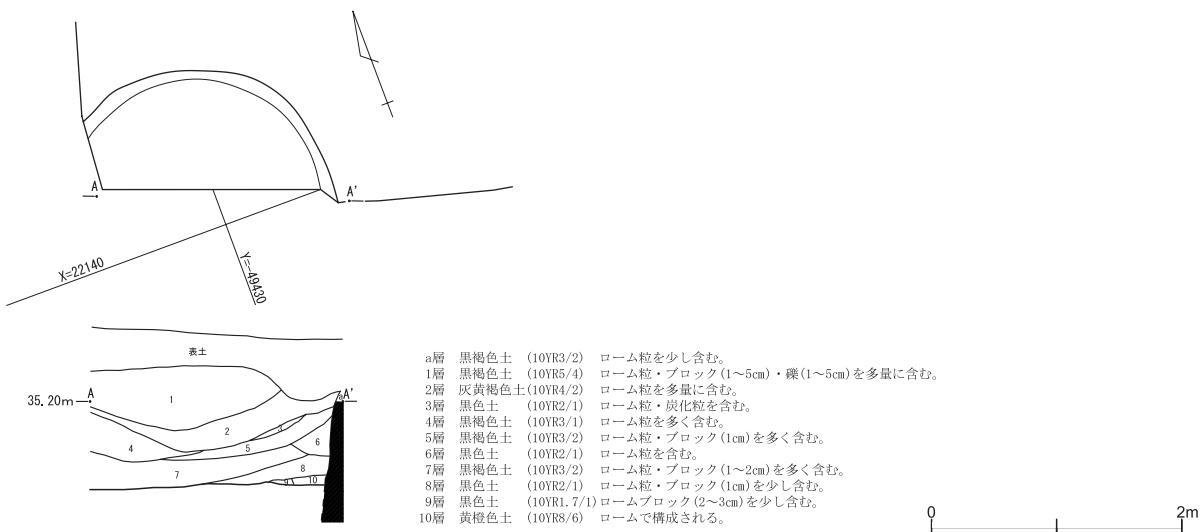 A
A'
X=22140
Y=-49430
表土
A
A'
35.20m
a
1
2
3
4
5
6
7
8
9
10
a層 黒褐色土 (10YR3/2) ローム粒を少し含む。
1層 黒褐色土 (10YR5/4) ローム粒・ブロック(1~5cm)・礫(1~5cm)を多量に含む。
2層 灰黄褐色土(10YR4/2) ローム粒を多量に含む。
3層 黒色土 (10YR2/1) ローム粒・炭化粒を含む。
4層 黒褐色土 (10YR3/1) ローム粒を多く含む。
5層 黒褐色土 (10YR3/2) ローム粒・ブロック(1cm)を多く含む。
6層 黒色土 (10YR2/1) ローム粒を含む。
7層 黒褐色土 (10YR3/2) ローム粒・ブロック(1~2cm)を多く含む。
8層 黒色土 (10YR2/1) ローム粒・ブロック(1cm)を少し含む。
9層 黒色土 (10YR1.7/1)ロームブロック(2~3cm)を少し含む。
10層 黄橙色土 (10YR8/6) ロームで構成される。
0 2m